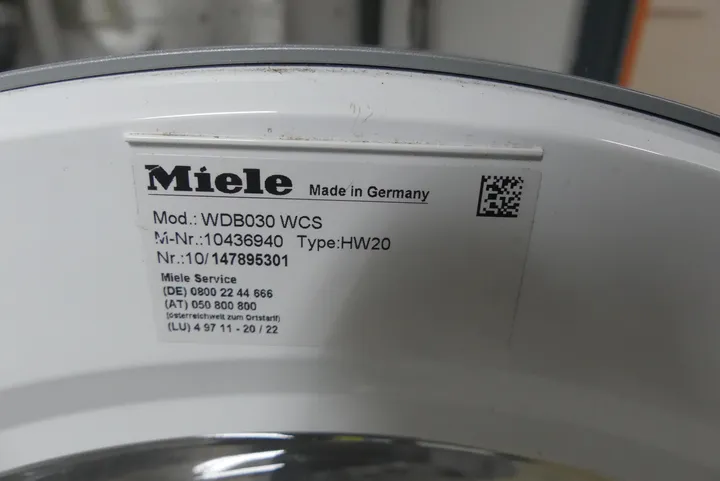 Miele Made in Germany
Mod.: WDB030 WCS
M-Nr.:10436940 Type:HW20
Nr.:10/147895301
Miele Service
(DE) 0800 22 44 666
(AT) 050 800 800
(österreichweit zum Ortstarif)
(LU) 4 97 11 - 20 / 22